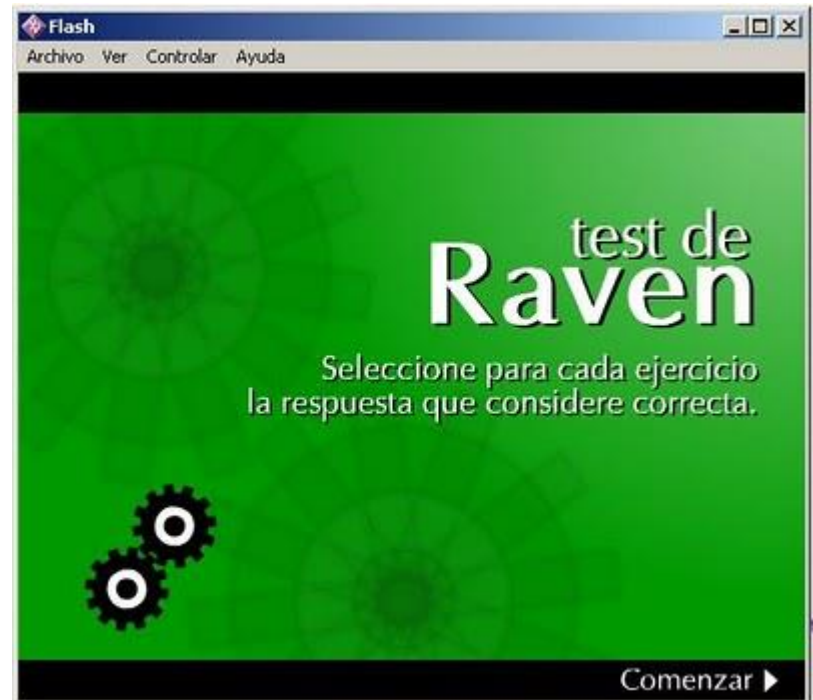 Flash
Archivo Ver Controlar Ayuda
test de
Raven
Seleccione para cada ejercicio
la respuesta que considere correcta.
Comenzar